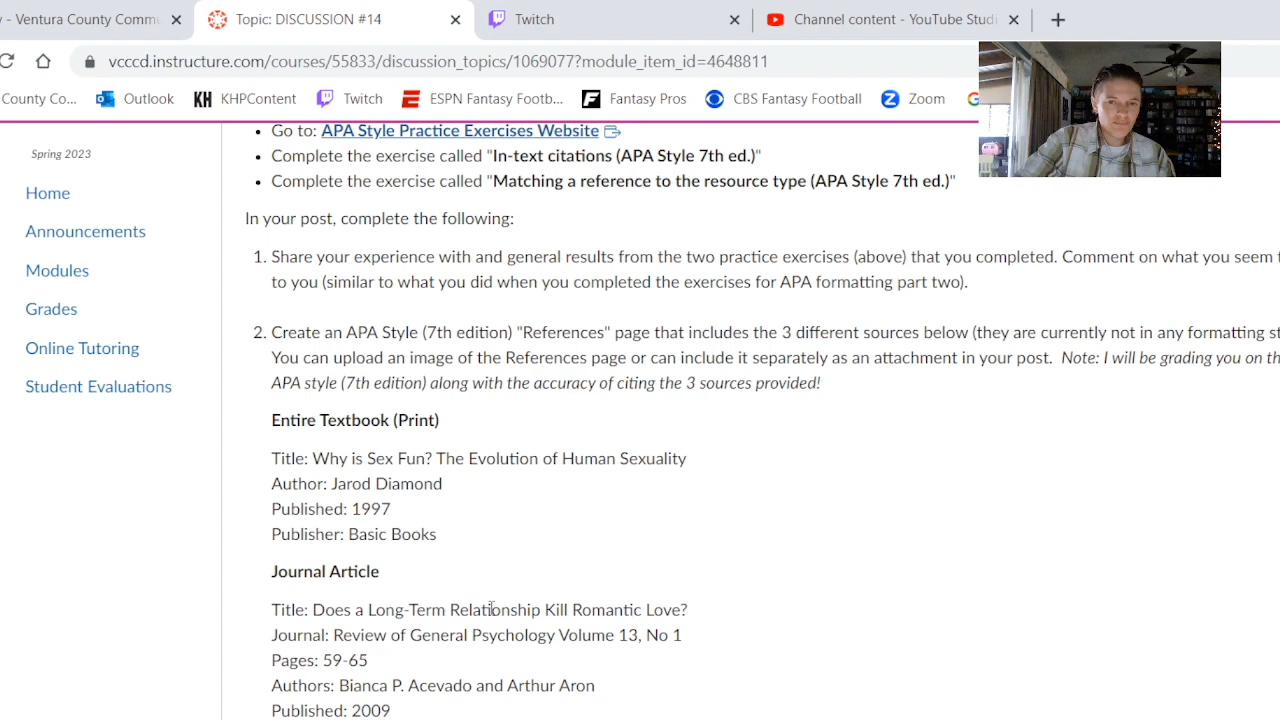 y - Ventura County Commu
Topic: DISCUSSION #14
Twitch
Channel content - YouTube Studi
vcccd.instructure.com/courses/55833/discussion_topics/1069077?module_item_id=4648811
County Co...
Outlook
KH KHPContent
Twitch
ESPN Fantasy Footb...
Fantasy Pros
CBS Fantasy Football
Zoom
Spring 2023
Home
Announcements
Modules
Grades
Online Tutoring
Student Evaluations
• Go to: APA Style Practice Exercises Website
• Complete the exercise called "In-text citations (APA Style 7th ed.)"
• Complete the exercise called "Matching a reference to the resource type (APA Style 7th ed.)"
In your post, complete the following:
1. Share your experience with and general results from the two practice exercises (above) that you completed. Comment on what you seem t
to you (similar to what you did when you completed the exercises for APA formatting part two).
2. Create an APA Style (7th edition) "References" page that includes the 3 different sources below (they are currently not in any formatting st
You can upload an image of the References page or can include it separately as an attachment in your post. Note: I will be grading you on th
APA style (7th edition) along with the accuracy of citing the 3 sources provided!
Entire Textbook (Print)
Title: Why is Sex Fun? The Evolution of Human Sexuality
Author: Jarod Diamond
Published: 1997
Publisher: Basic Books
Journal Article
Title: Does a Long-Term Relationship Kill Romantic Love?
Journal: Review of General Psychology Volume 13, No 1
Pages: 59-65
Authors: Bianca P. Acevado and Arthur Aron
Published: 2009